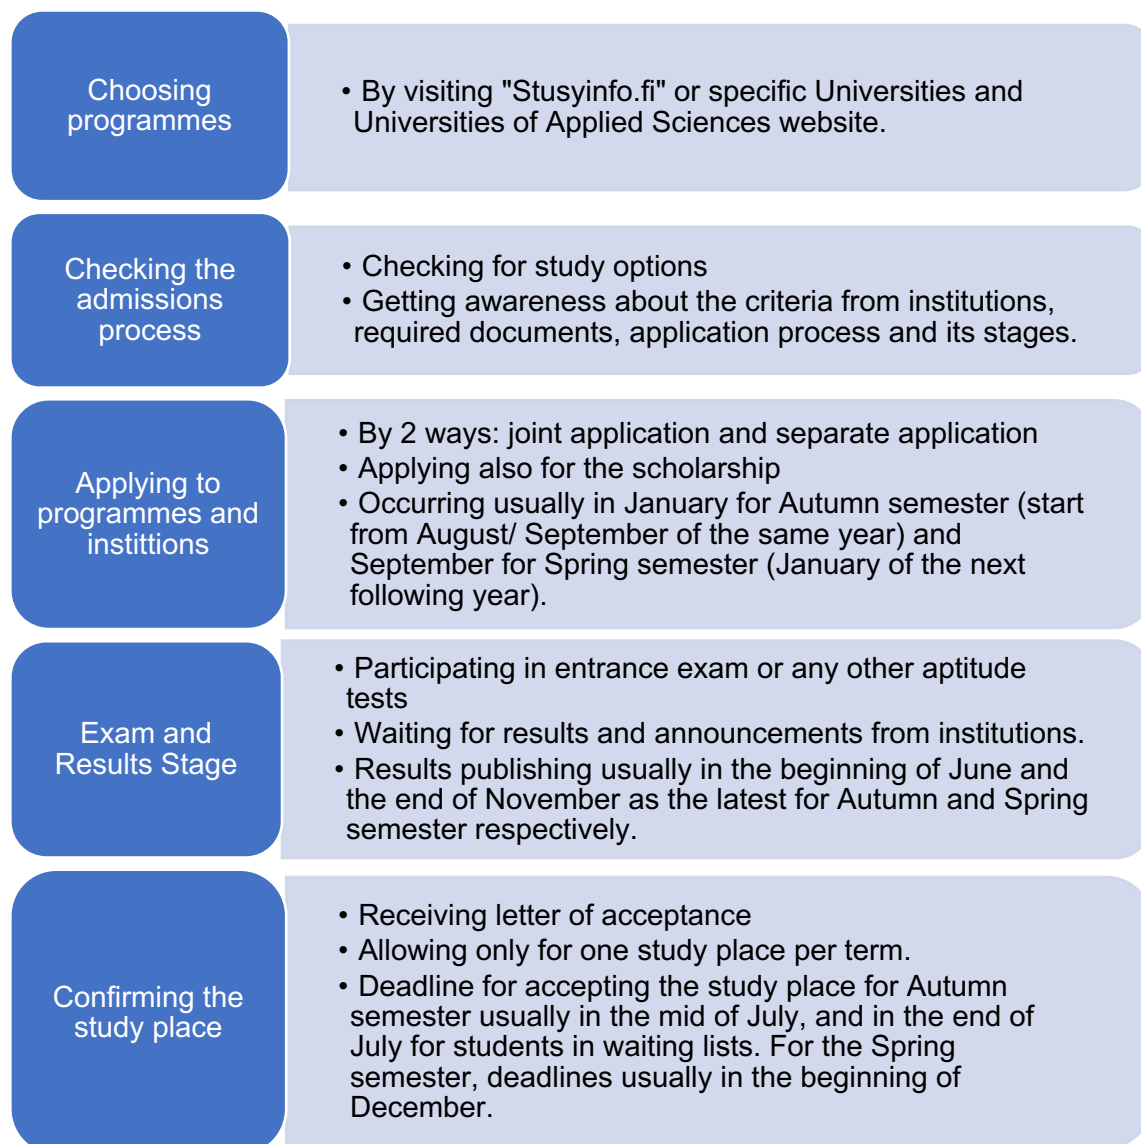 Choosing
programmes
• By visiting "Stusyinfo.fi" or specific Universities and
Universities of Applied Sciences website.
Checking the
admissions
process
• Checking for study options
• Getting awareness about the criteria from institutions,
required documents, application process and its stages.
Applying to
programmes and
instittions
• By 2 ways: joint application and separate application
• Applying also for the scholarship
• Occurring usually in January for Autumn semester (start
from August/ September of the same year) and
September for Spring semester (January of the next
following year).
Exam and
Results Stage
• Participating in entrance exam or any other aptitude
tests
• Waiting for results and announcements from institutions.
• Results publishing usually in the beginning of June and
the end of November as the latest for Autumn and Spring
semester respectively.
Confirming the
study place
• Receiving letter of acceptance
• Allowing only for one study place per term.
• Deadline for accepting the study place for Autumn
semester usually in the mid of July, and in the end of
July for students in waiting lists. For the Spring
semester, deadlines usually in the beginning of
December.